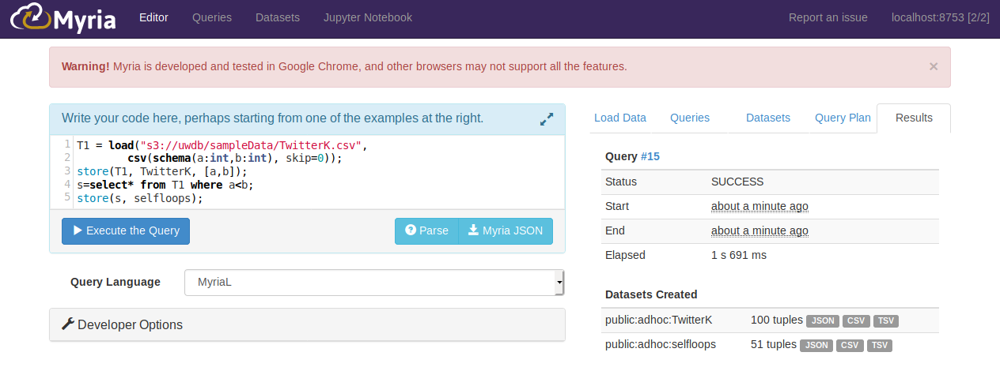 Myria Editor Queries Datasets Jupyter Notebook Report an issue localhost:8753 [2/2]
Warning! Myria is developed and tested in Google Chrome, and other browsers may not support all the features. ×
Write your code here, perhaps starting from one of the examples at the right.
1 T1 = load("s3://uwdb/sampleData/TwitterK.csv",
2 csv(schema(a:int,b:int), skip=0));
3 store(T1, TwitterK, [a,b]);
4 s=select* from T1 where a<b;
5 store(s, selfloops);
Execute the Query Parse Myria JSON
Query Language MyriaL
Developer Options
Load Data Queries Datasets Query Plan Results
Query #15
Status SUCCESS
Start about a minute ago
End about a minute ago
Elapsed 1 s 691 ms
Datasets Created
public:adhoc:TwitterK 100 tuples JSON CSV TSV
public:adhoc:selfloops 51 tuples JSON CSV TSV